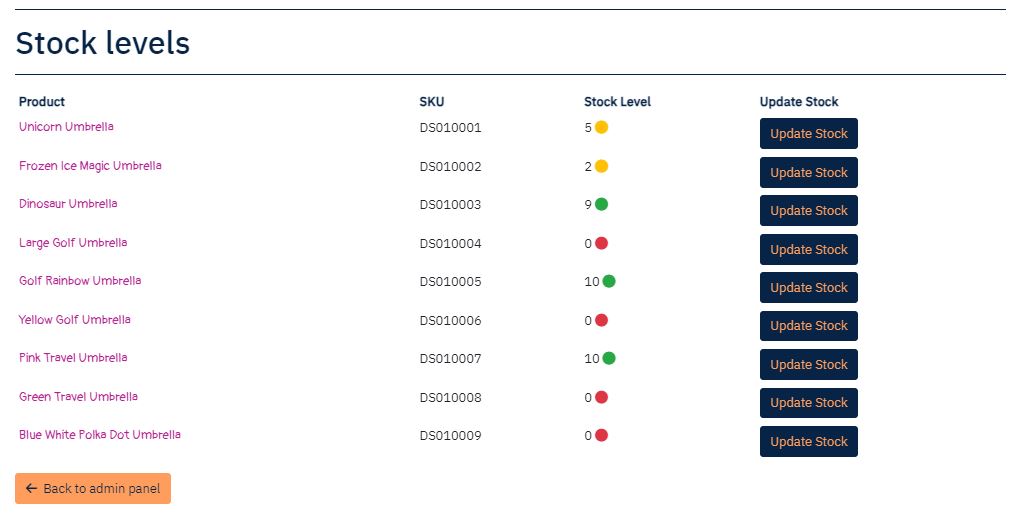 Stock levels
Product SKU Stock Level Update Stock
Unicorn Umbrella DS010001 5 Update Stock
Frozen Ice Magic Umbrella DS010002 2 Update Stock
Dinosaur Umbrella DS010003 9 Update Stock
Large Golf Umbrella DS010004 0 Update Stock
Golf Rainbow Umbrella DS010005 10 Update Stock
Yellow Golf Umbrella DS010006 0 Update Stock
Pink Travel Umbrella DS010007 10 Update Stock
Green Travel Umbrella DS010008 0 Update Stock
Blue White Polka Dot Umbrella DS010009 0 Update Stock
← Back to admin panel